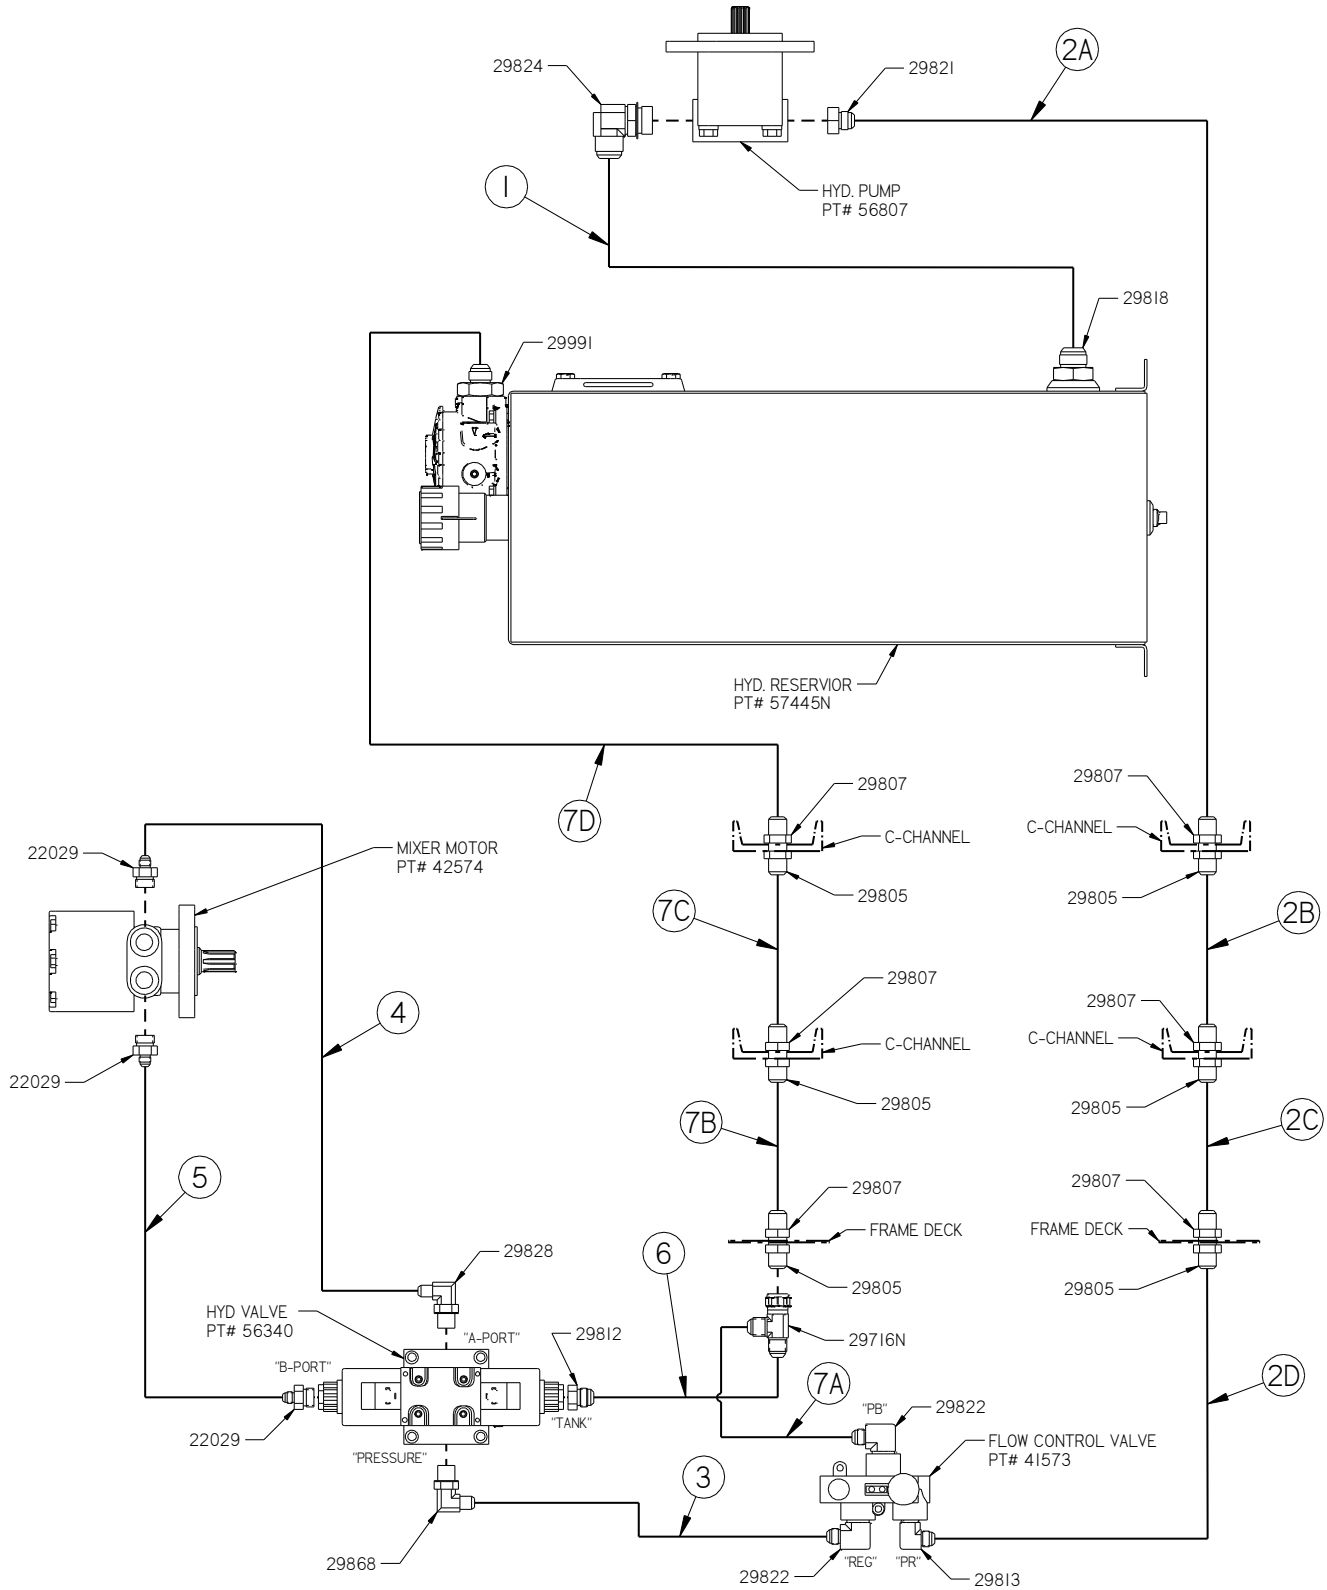 29824
29821
2A
HYD. PUMP
PT# 56807
1
29818
29991
HYD. RESERVIOR
PT# 57445N
7D
29807
29807
C-CHANNEL
C-CHANNEL
22029
MIXER MOTOR
PT# 42574
29805
29805
7C
2B
29807
29807
4
C-CHANNEL
C-CHANNEL
22029
29805
29805
7B
2C
5
29807
29807
FRAME DECK
FRAME DECK
6
29828
29805
29805
HYD VALVE
PT# 56340
"A-PORT"
29812
29716N
"B-PORT"
7A
2D
"TANK"
"PB"
29822
22029
"PRESSURE"
FLOW CONTROL VALVE
PT# 41573
3
29868
29822
"REG"
"PR"
29813